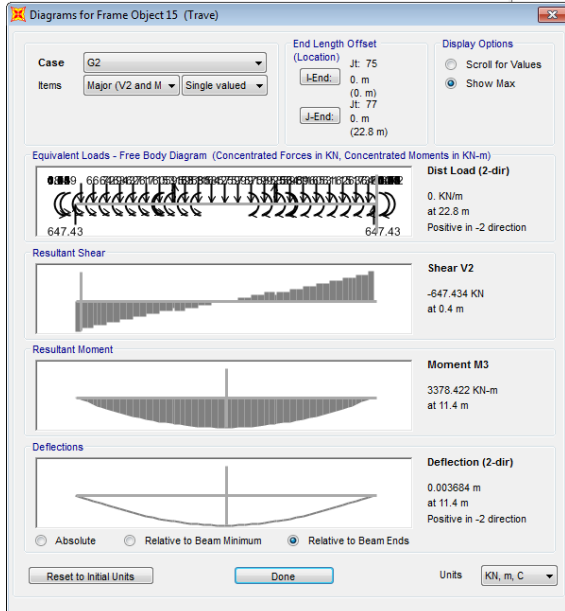 Diagrams for Frame Object 15 (Trave)
Case G2
Items Major (V2 and M Single valued
End Length Offset
(Location)
Jt: 75
I-End: 0. m
(0. m)
Jt: 77
J-End: 0. m
(22.8 m)
Display Options
Scroll for Values
Show Max
Equivalent Loads - Free Body Diagram (Concentrated Forces in KN, Concentrated Moments in KN-m)
647.43 647.43
Dist Load (2-dir)
0. KN/m
at 22.8 m
Positive in -2 direction
Resultant Shear
Shear V2
-647.434 KN
at 0.4 m
Resultant Moment
Moment M3
3378.422 KN-m
at 11.4 m
Deflections
Deflection (2-dir)
0.003684 m
at 11.4 m
Positive in -2 direction
Absolute Relative to Beam Minimum Relative to Beam Ends
Reset to Initial Units Done Units KN, m, C